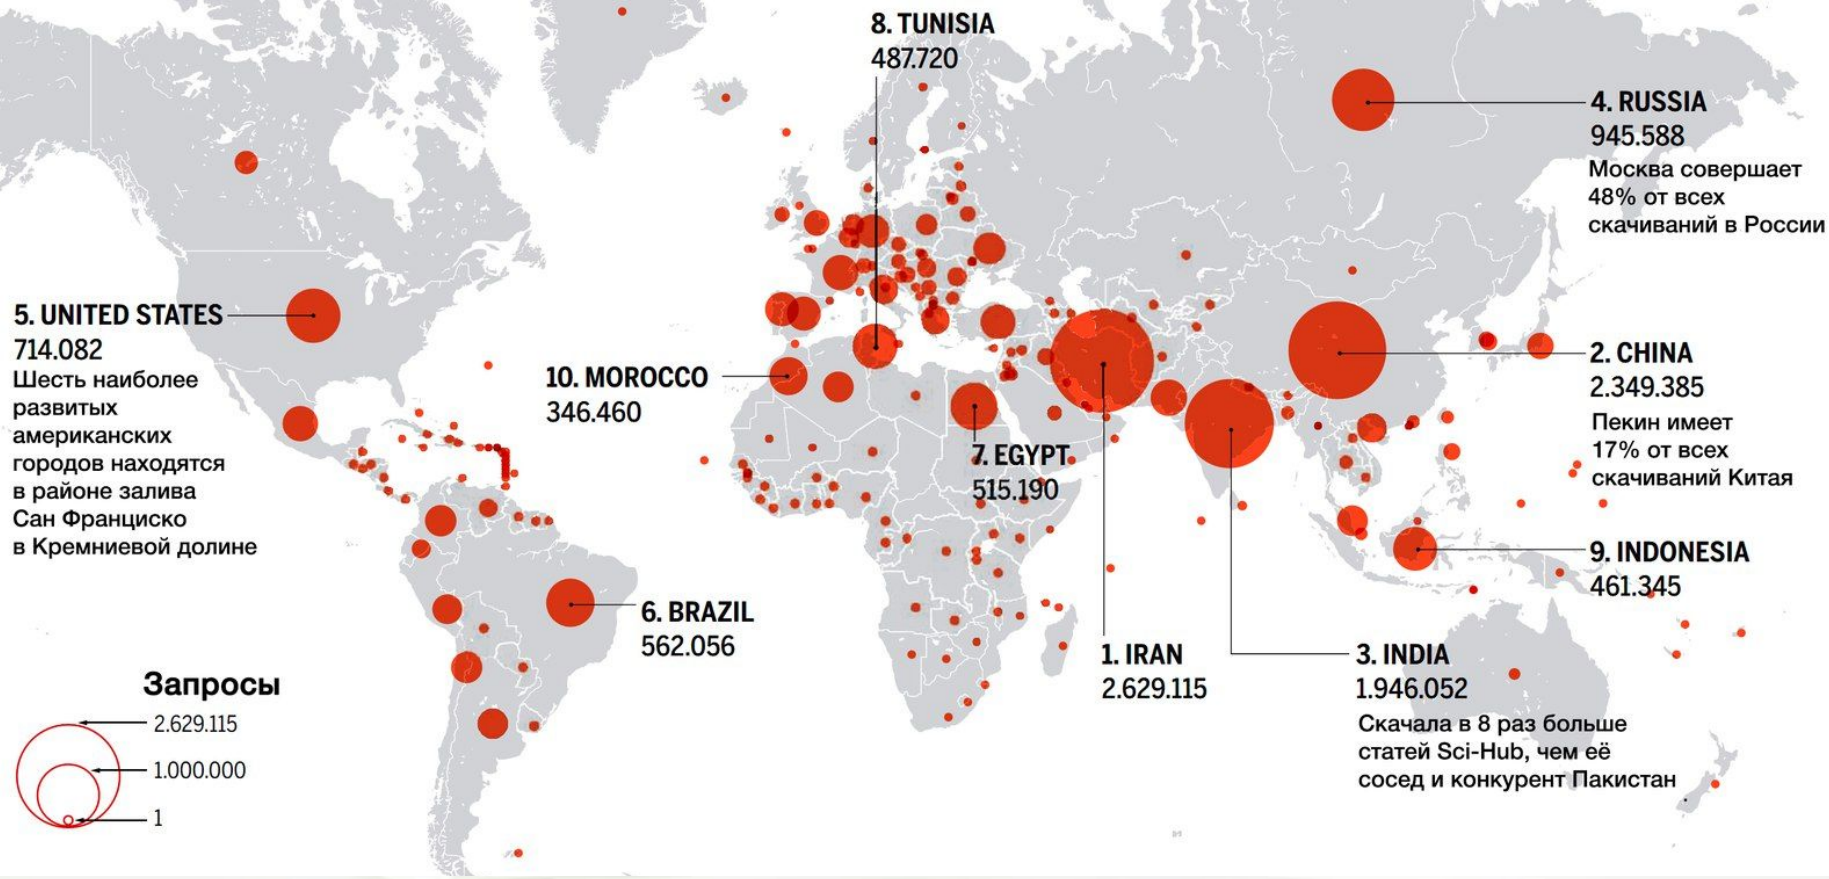 8. TUNISIA
487.720
4. RUSSIA
945.588
Москва совершает
48% от всех
скачиваний в России
5. UNITED STATES
714.082
Шесть наиболее
развитых
американских
городов находятся
в районе залива
Сан Франциско
в Кремниевой долине
10. MOROCCO
346.460
7. EGYPT
515.190
2. CHINA
2.349.385
Пекин имеет
17% от всех
скачиваний Китая
9. INDONESIA
461.345
6. BRAZIL
562.056
1. IRAN
2.629.115
3. INDIA
1.946.052
Скачала в 8 раз больше
статей Sci-Hub, чем её
сосед и конкурент Пакистан
Запросы
2.629.115
1.000.000
1